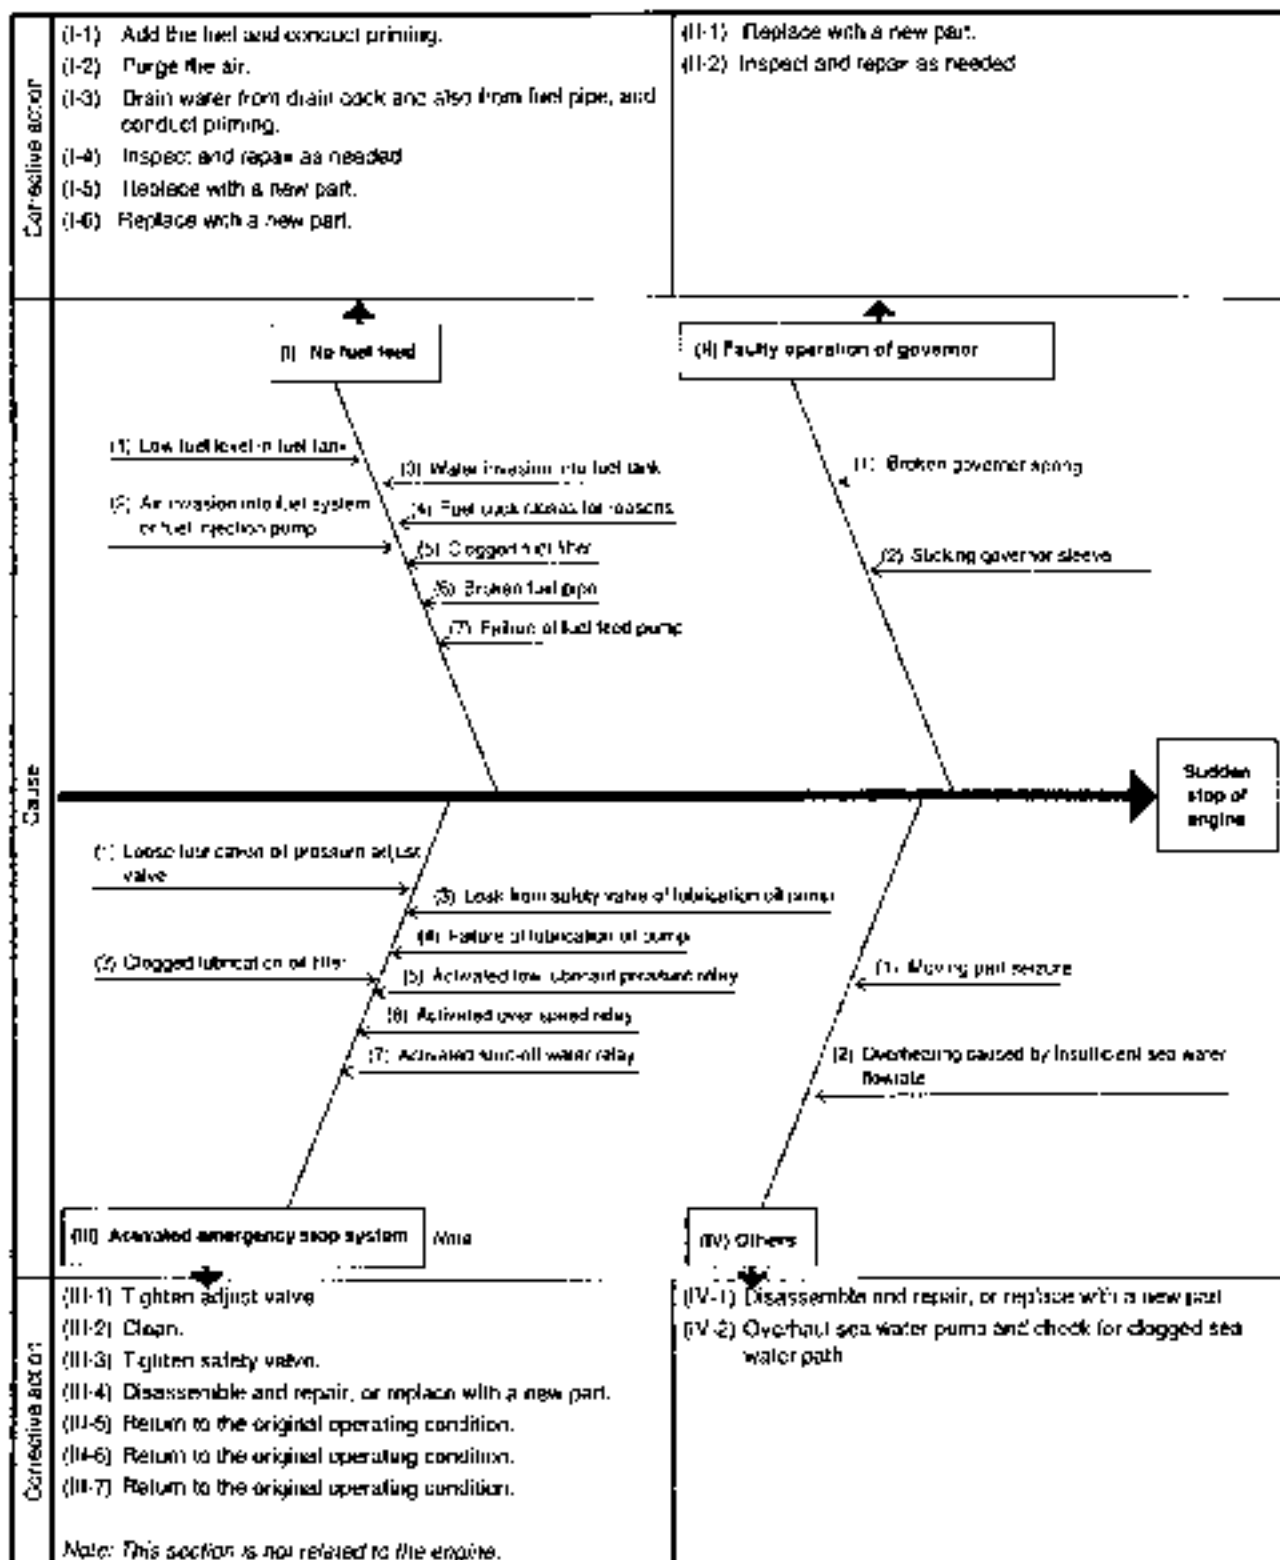 Corrective action
(I-1) Add the fuel and conduct priming.
(I-2) Purge the air.
(I-3) Drain water from drain cock and also from fuel pipe, and
conduct priming.
(I-4) Inspect and repair as needed
(I-5) Replace with a new part.
(I-6) Replace with a new part.
(II-1) Replace with a new part.
(II-2) Inspect and repair as needed
Cause
(I) No fuel feed
(II) Faulty operation of governor
(1) Low fuel level in fuel tank
(2) Air invasion into fuel system
or fuel injection pump
(3) Water invasion into fuel tank
(4) Fuel cock closes for reasons
(5) Clogged fuel filter
(6) Broken fuel pipe
(7) Failure of fuel feed pump
(1) Broken governor spring
(2) Sticking governor sleeve
Sudden
stop of
engine
(1) Loose lubrication oil pressure adjust
valve
(2) Clogged lubrication oil filter
(3) Leak from safety valve of lubrication oil pump
(4) Failure of lubrication oil pump
(5) Activated low lubricant pressure relay
(6) Activated over speed relay
(7) Activated water relay
(1) Moving part seizure
(2) Overheating caused by insufficient sea water
flowrate
(III) Activated emergency stop system Note
(IV) Others
Corrective action
(III-1) Tighten adjust valve
(III-2) Clean.
(III-3) Tighten safety valve.
(III-4) Disassemble and repair, or replace with a new part.
(III-5) Return to the original operating condition.
(III-6) Return to the original operating condition.
(III-7) Return to the original operating condition.
Note: This section is not related to the engine.
(IV-1) Disassemble and repair, or replace with a new part
(IV-2) Overhaul sea water pump and check for clogged sea
water path